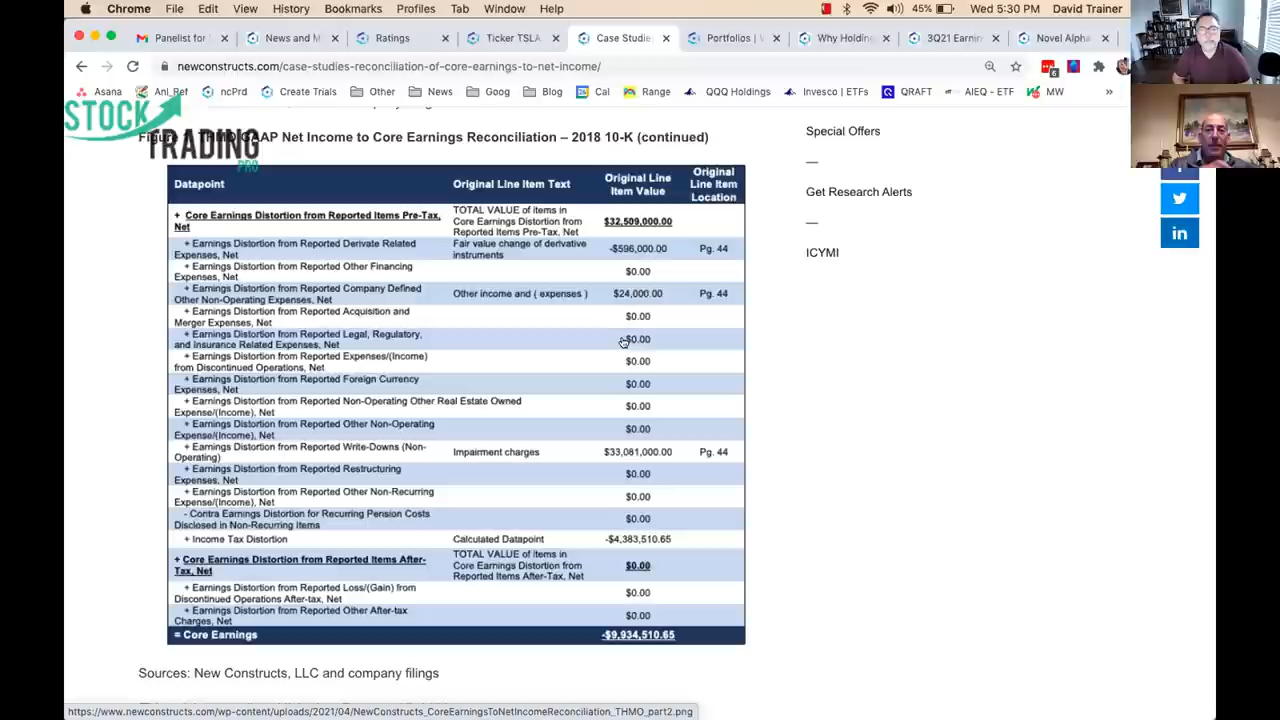 Chrome File Edit View History Bookmarks Profiles Tab Window Help 45% Wed 5:30 PM David Trainer
Panelist for News and M Ratings Ticker TSLA Case Studie Portfolios Why Holdin 3Q21 Earnin Novel Alpha
newconstructs.com/case-studies-reconciliation-of-core-earnings-to-net-income/
6
Asana Anl_Ref ncPrd Create Trials Other News Goog Blog Cal Range QQQ Holdings Invesco | ETFs QRAFT AIEQ - ETF MW »
STOCK
TRADING
PRO
THMO GAAP Net Income to Core Earnings Reconciliation – 2018 10-K (continued)
Datapoint Original Line Item Text Original Line Item Value Original Line Item Location
+ Core Earnings Distortion from Reported Items Pre-Tax, Net TOTAL VALUE of items in Core Earnings Distortion from Reported Items Pre-Tax, Net $32,509,000.00
+ Earnings Distortion from Reported Derivate Related Expenses, Net Fair value change of derivative instruments -$596,000.00 Pg. 44
+ Earnings Distortion from Reported Other Financing Expenses, Net $0.00
+ Earnings Distortion from Reported Company Defined Other Non-Operating Expenses, Net Other income and ( expenses ) $24,000.00 Pg. 44
+ Earnings Distortion from Reported Acquisition and Merger Expenses, Net $0.00
+ Earnings Distortion from Reported Legal, Regulatory, and Insurance Related Expenses, Net $0.00
+ Earnings Distortion from Reported Expenses/(Income) from Discontinued Operations, Net $0.00
+ Earnings Distortion from Reported Foreign Currency Expenses, Net $0.00
+ Earnings Distortion from Reported Non-Operating Other Real Estate Owned Expense/(Income), Net $0.00
+ Earnings Distortion from Reported Other Non-Operating Expense/(Income), Net $0.00
+ Earnings Distortion from Reported Write-Downs (Non-Operating) Impairment charges $33,081,000.00 Pg. 44
+ Earnings Distortion from Reported Restructuring Expenses, Net $0.00
+ Earnings Distortion from Reported Other Non-Recurring Expense/(Income), Net $0.00
- Contra Earnings Distortion for Recurring Pension Costs Disclosed in Non-Recurring Items $0.00
+ Income Tax Distortion Calculated Datapoint -$4,383,510.65
+ Core Earnings Distortion from Reported Items After-Tax, Net TOTAL VALUE of items in Core Earnings Distortion from Reported Items After-Tax, Net $0.00
+ Earnings Distortion from Reported Loss/(Gain) from Discontinued Operations After-tax, Net $0.00
+ Earnings Distortion from Reported Other After-tax Charges, Net $0.00
= Core Earnings -$9,934,510.65
Sources: New Constructs, LLC and company filings
Special Offers
—
Get Research Alerts
—
ICYMI
in
https://www.newconstructs.com/wp-content/uploads/2021/04/NewConstructs_CoreEarningsToNetIncomeReconciliation_THMO_part2.png